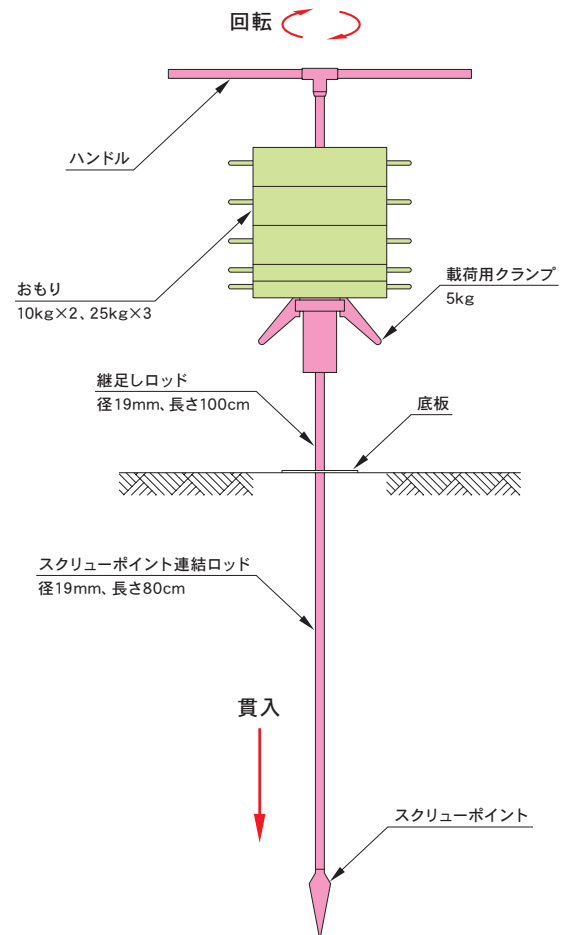 回転
ハンドル
おもり
10kg×2、25kg×3
載荷用クランプ
5kg
継足しロッド
径19mm、長さ100cm
底板
スクリューポイント連結ロッド
径19mm、長さ80cm
貫入
スクリューポイント